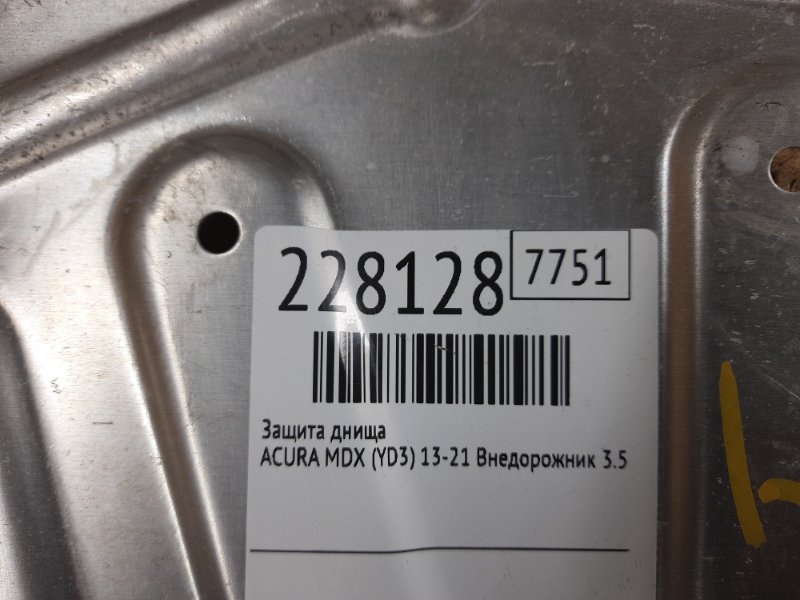 228128 7751
Защита днища
ACURA MDX (YD3) 13-21 Внедорожник 3.5